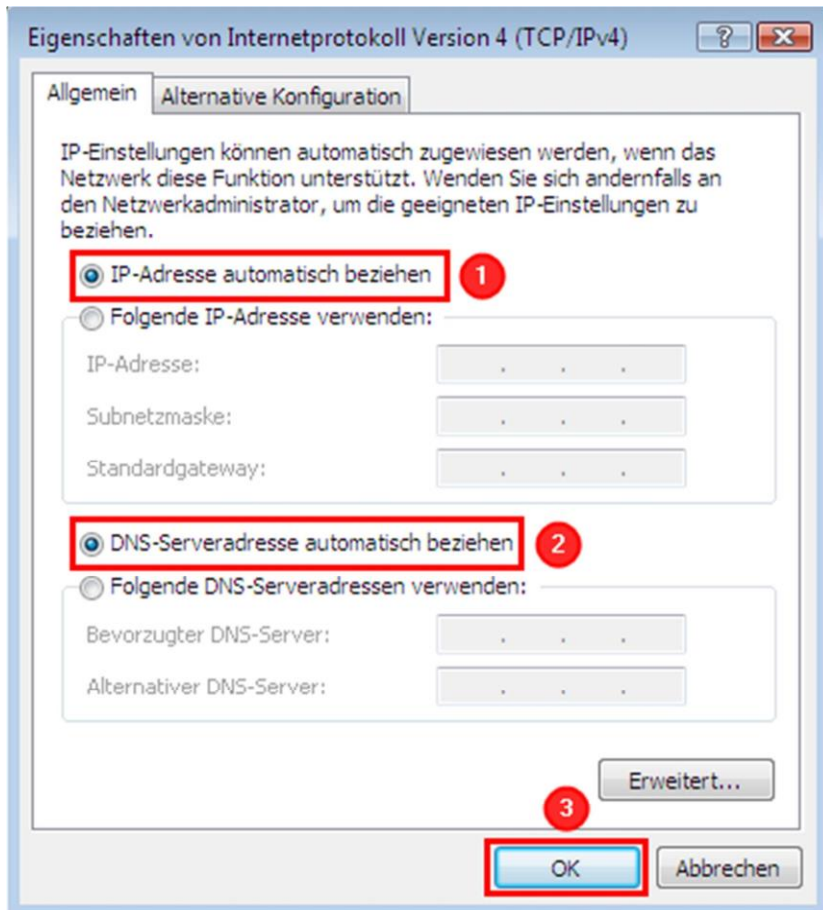 Eigenschaften von Internetprotokoll Version 4 (TCP/IPv4)
Allgemein
Alternative Konfiguration
IP-Einstellungen können automatisch zugewiesen werden, wenn das
Netzwerk diese Funktion unterstützt. Wenden Sie sich andernfalls an
den Netzwerkadministrator, um die geeigneten IP-Einstellungen zu
beziehen.
IP-Adresse automatisch beziehen 1
Folgende IP-Adresse verwenden:
IP-Adresse: . . .
Subnetzmaske: . . .
Standardgateway: . . .
DNS-Serveradresse automatisch beziehen 2
Folgende DNS-Serveradressen verwenden:
Bevorzugter DNS-Server: . . .
Alternativer DNS-Server: . . .
Erweitert...
3
OK Abbrechen